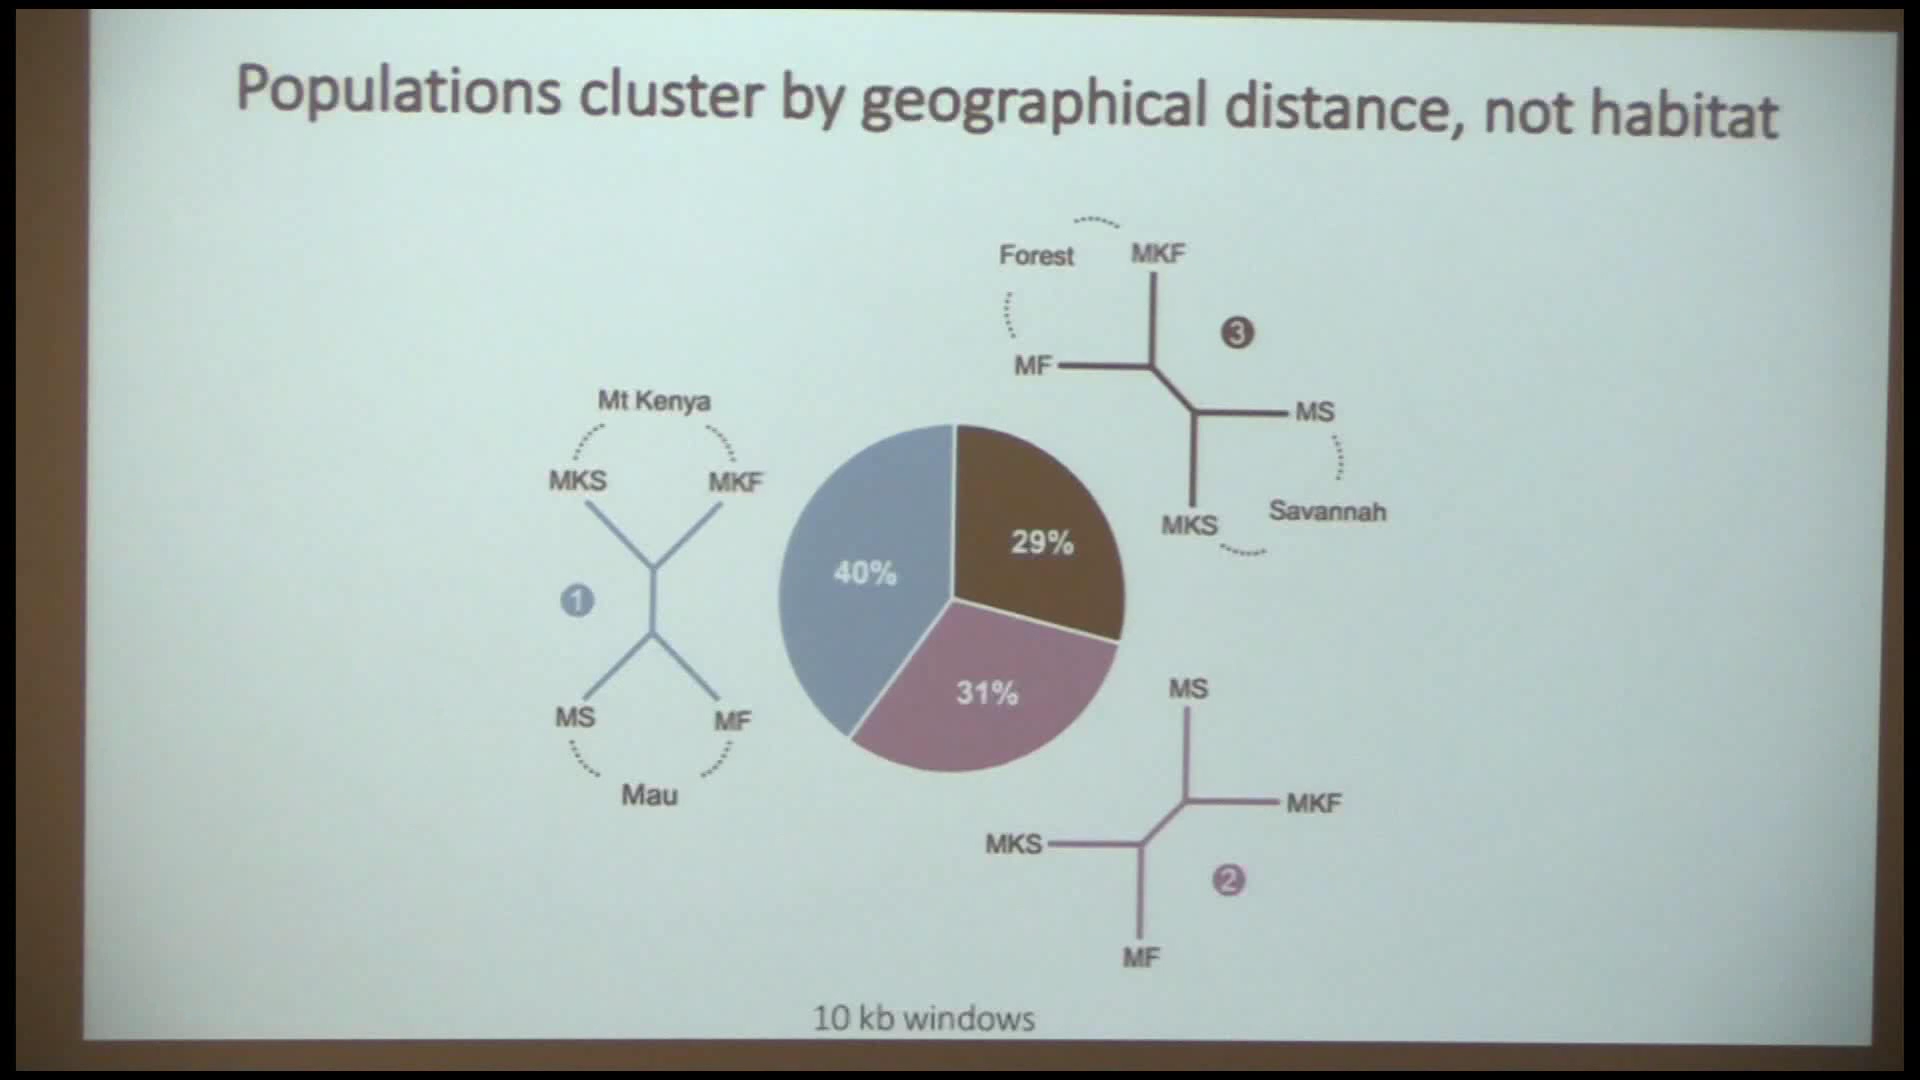 Populations cluster by geographical distance, not habitat
Forest
MKF
3
MF
MS
MKS
Savannah
Mt Kenya
MKS
MKF
1
MS
MF
Mau
40%
29%
31%
MS
MKS
MKF
2
MF
10 kb windows